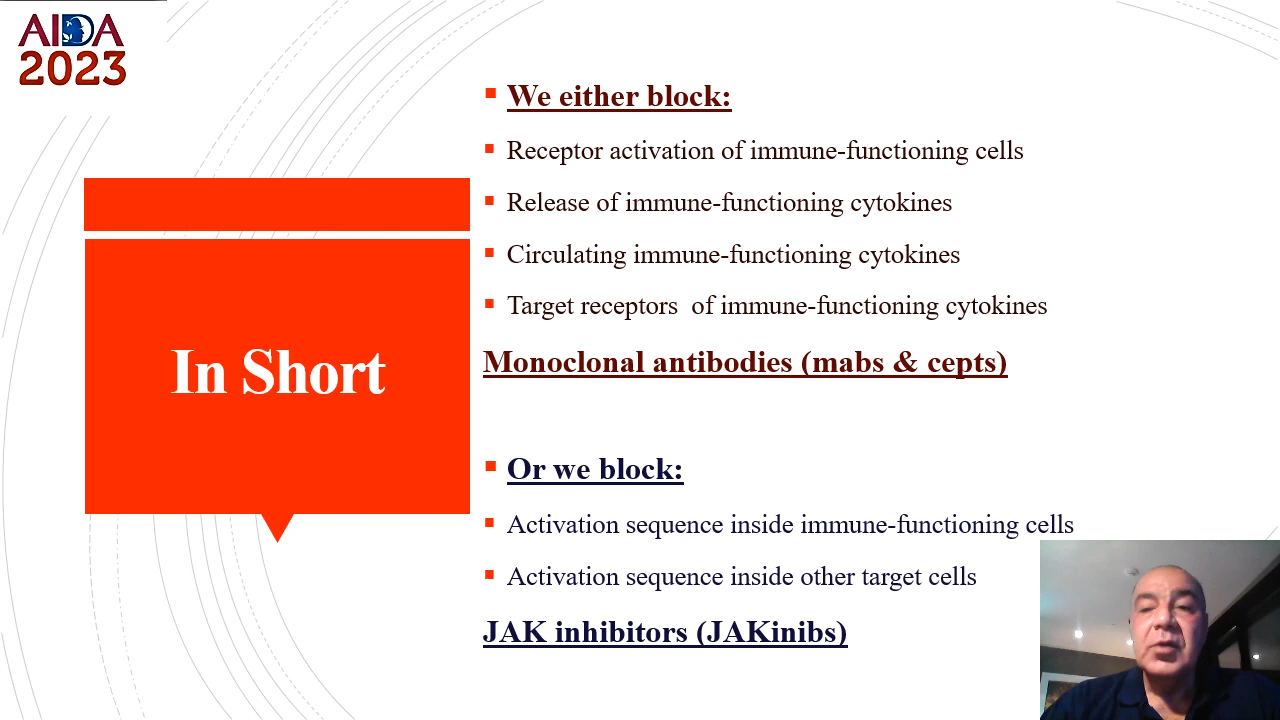 AIDA
2023
In Short
We either block:
Receptor activation of immune-functioning cells
Release of immune-functioning cytokines
Circulating immune-functioning cytokines
Target receptors  of immune-functioning cytokines
Monoclonal antibodies (mabs & cepts)
Or we block:
Activation sequence inside immune-functioning cells
Activation sequence inside other target cells
JAK inhibitors (JAKinibs)